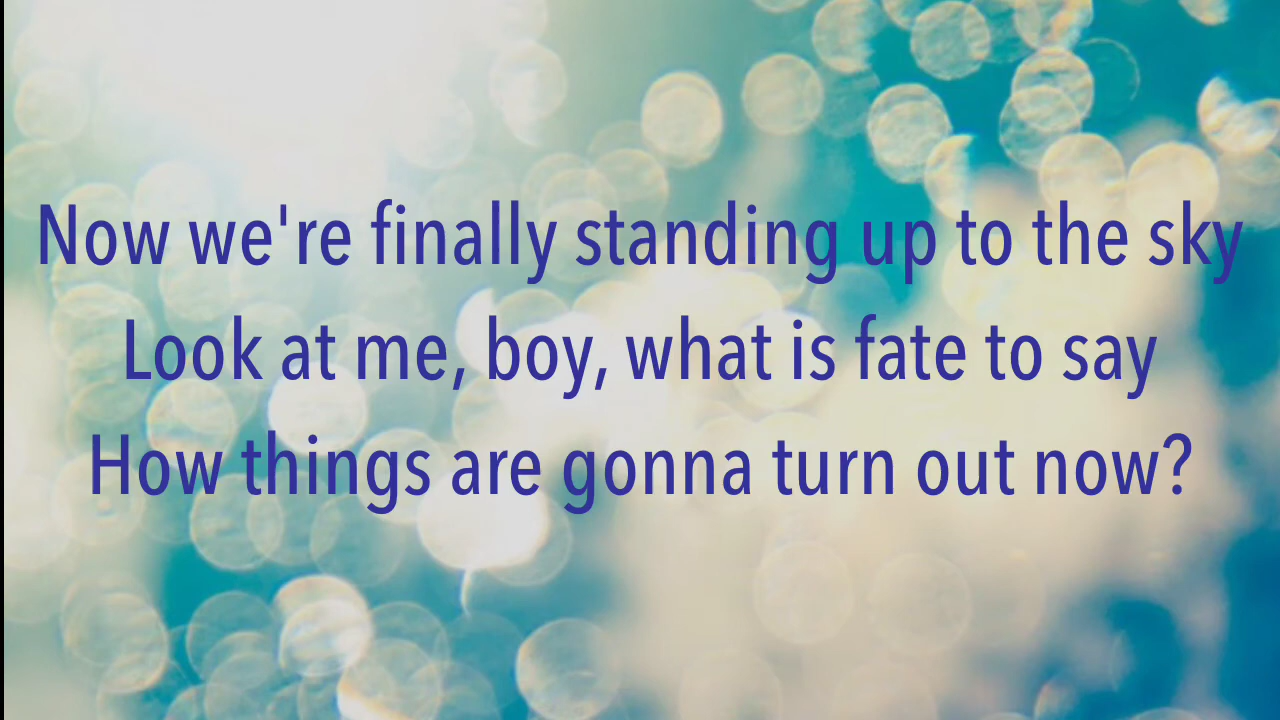 Now we're finally standing up to the sky
Look at me, boy, what is fate to say
How things are gonna turn out now?